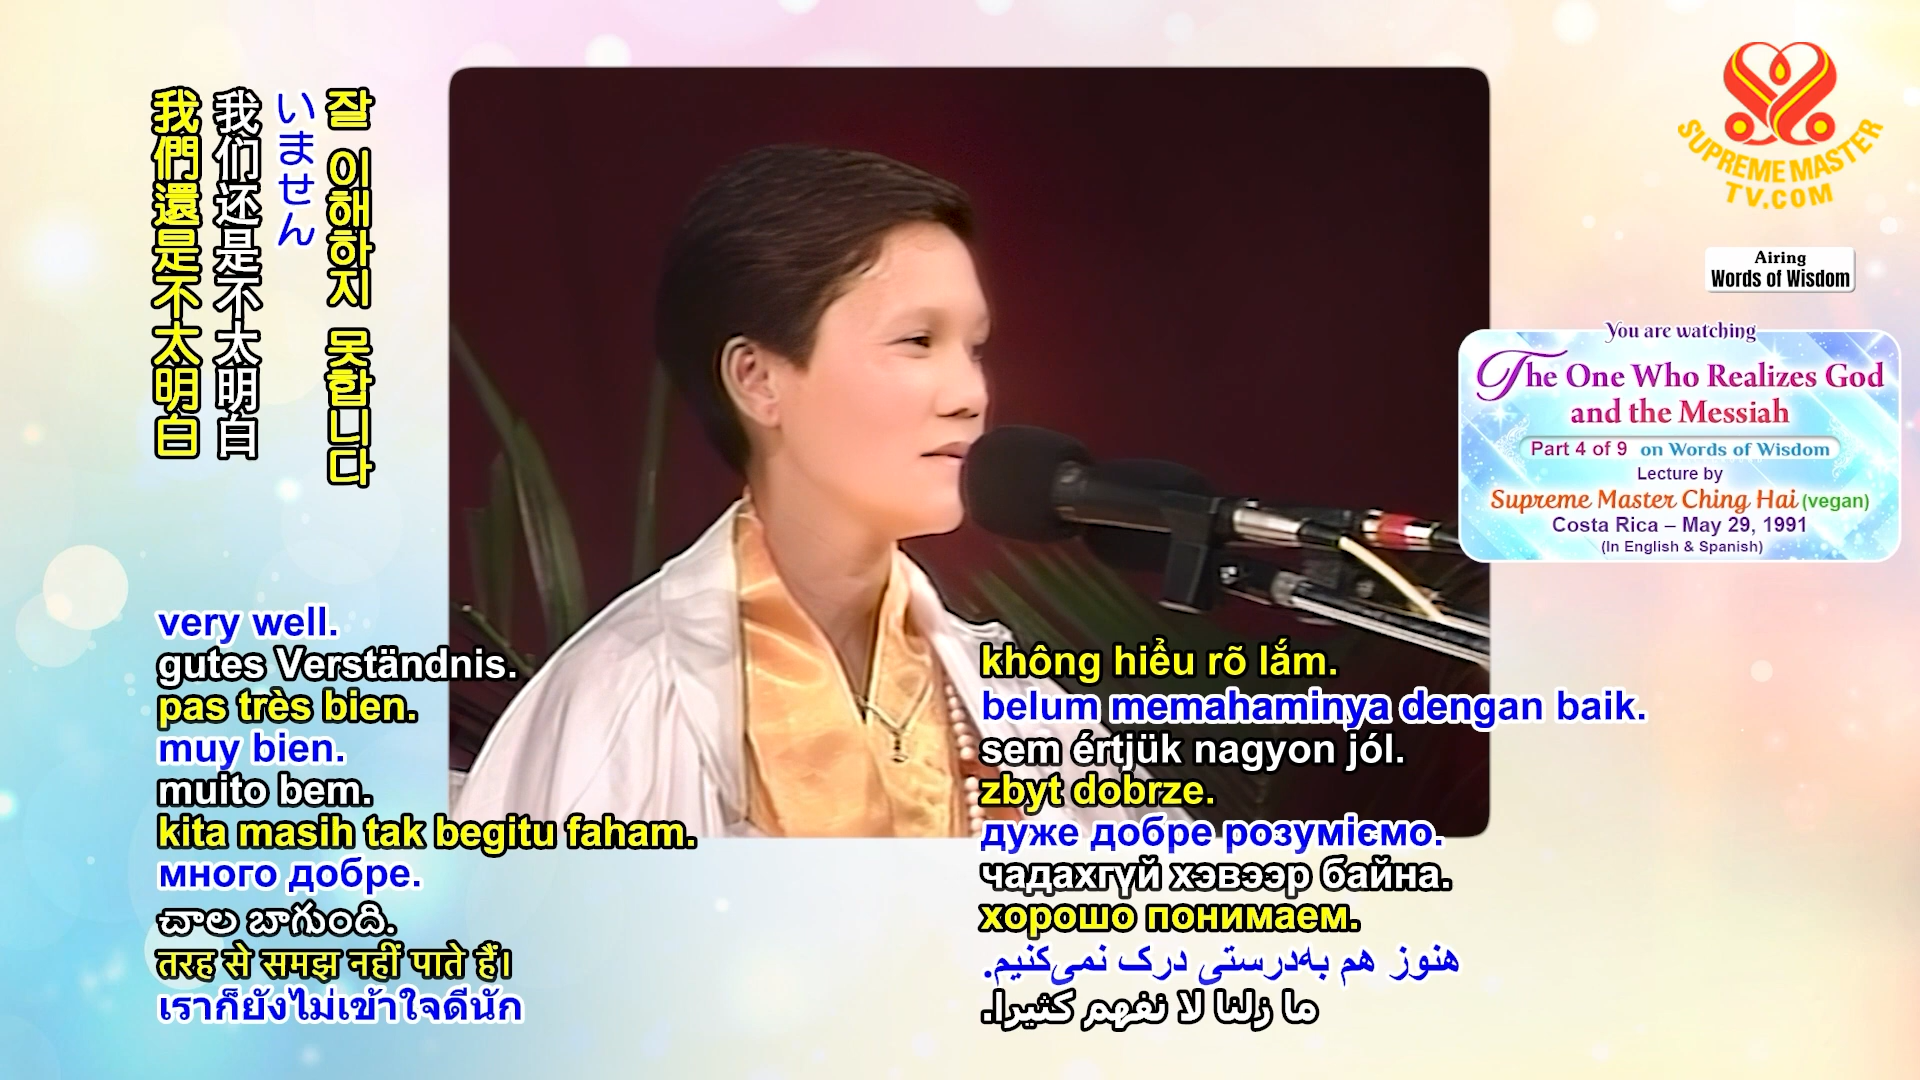 我們還是不太明白
我们还是不太明白
いません
잘 이해하지 못합니다
very well.
gutes Verständnis.
pas très bien.
muy bien.
muito bem.
kita masih tak begitu faham.
много добре.
చాల బాగుంది.
तरह से समझ नहीं पाते हैं।
เราก็ยังไม่เข้าใจดีนัก
không hiểu rõ lắm.
belum memahaminya dengan baik.
sem értjük nagyon jól.
zbyt dobrze.
дуже добре розуміємо.
чадахгүй хэвээр байна.
хорошо понимаем.
هنوز هم به‌درستی درک نمی‌کنیم.
ما زلنا لا نفهم كثيرا.
SUPREME MASTER
TV.COM
Airing
Words of Wisdom
You are watching
The One Who Realizes God
and the Messiah
Part 4 of 9 on Words of Wisdom
Lecture by
Supreme Master Ching Hai (vegan)
Costa Rica – May 29, 1991
(In English & Spanish)